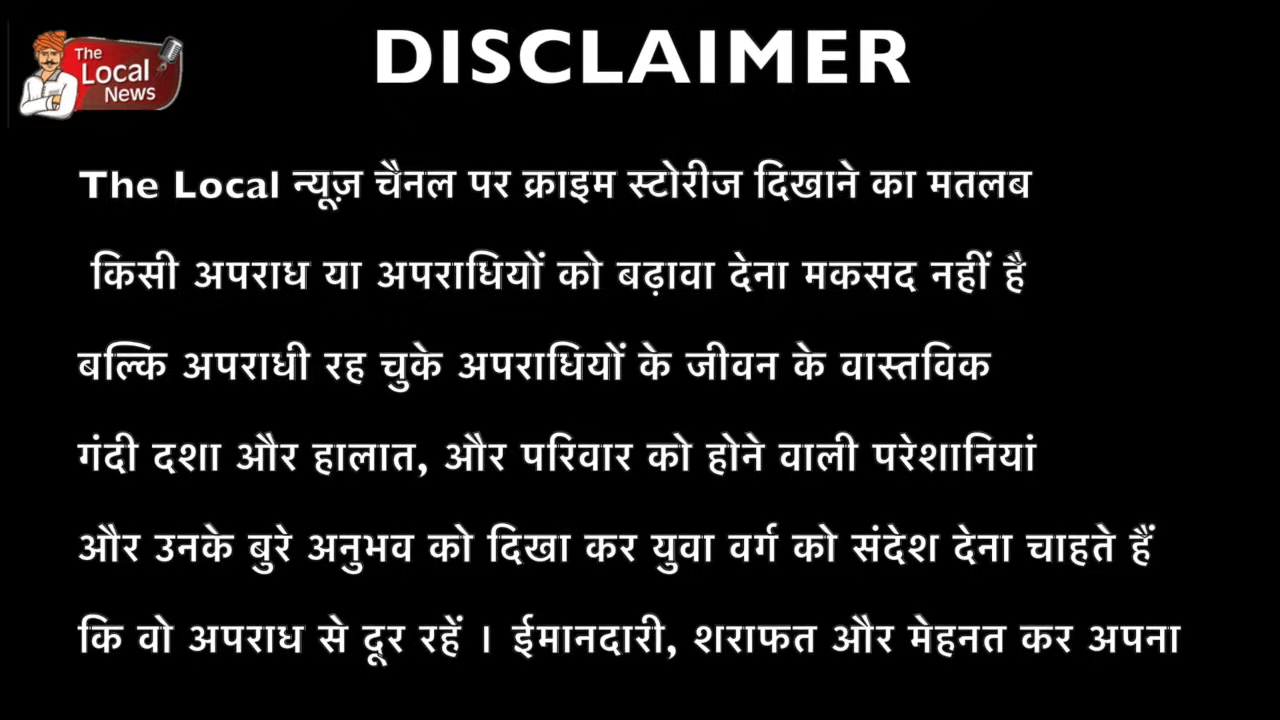 The
Local
News
DISCLAIMER
The Local न्यूज़ चैनल पर क्राइम स्टोरीज दिखाने का मतलब
किसी अपराध या अपराधियों को बढ़ावा देना मकसद नहीं है
बल्कि अपराधी रह चुके अपराधियों के जीवन के वास्तविक
गंदी दशा और हालात, और परिवार को होने वाली परेशानियां
और उनके बुरे अनुभव को दिखा कर युवा वर्ग को संदेश देना चाहते हैं
कि वो अपराध से दूर रहें । ईमानदारी, शराफत और मेहनत कर अपना